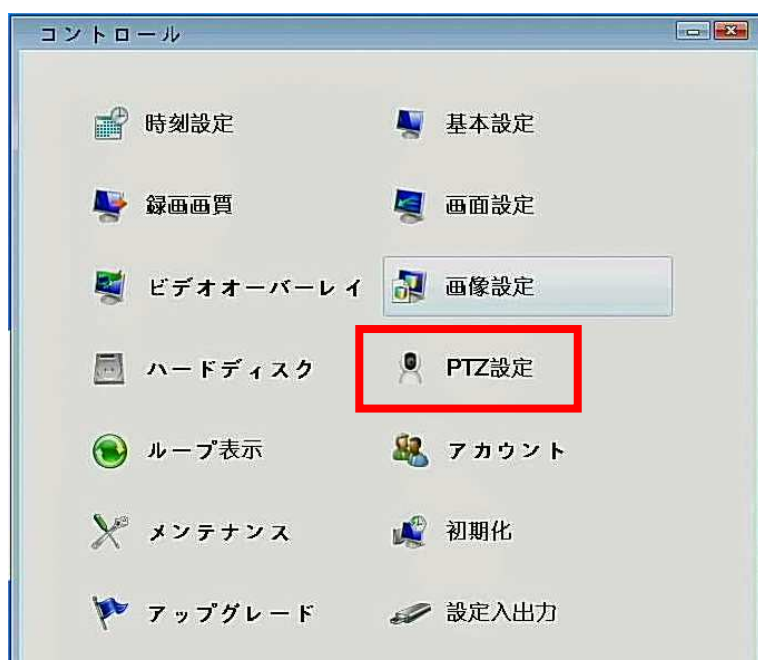 コントロール
時刻設定
基本設定
録画画質
画面設定
ビデオオーバーレイ
画像設定
ハードディスク
PTZ設定
ループ表示
アカウント
メンテナンス
初期化
アップグレード
設定入出力